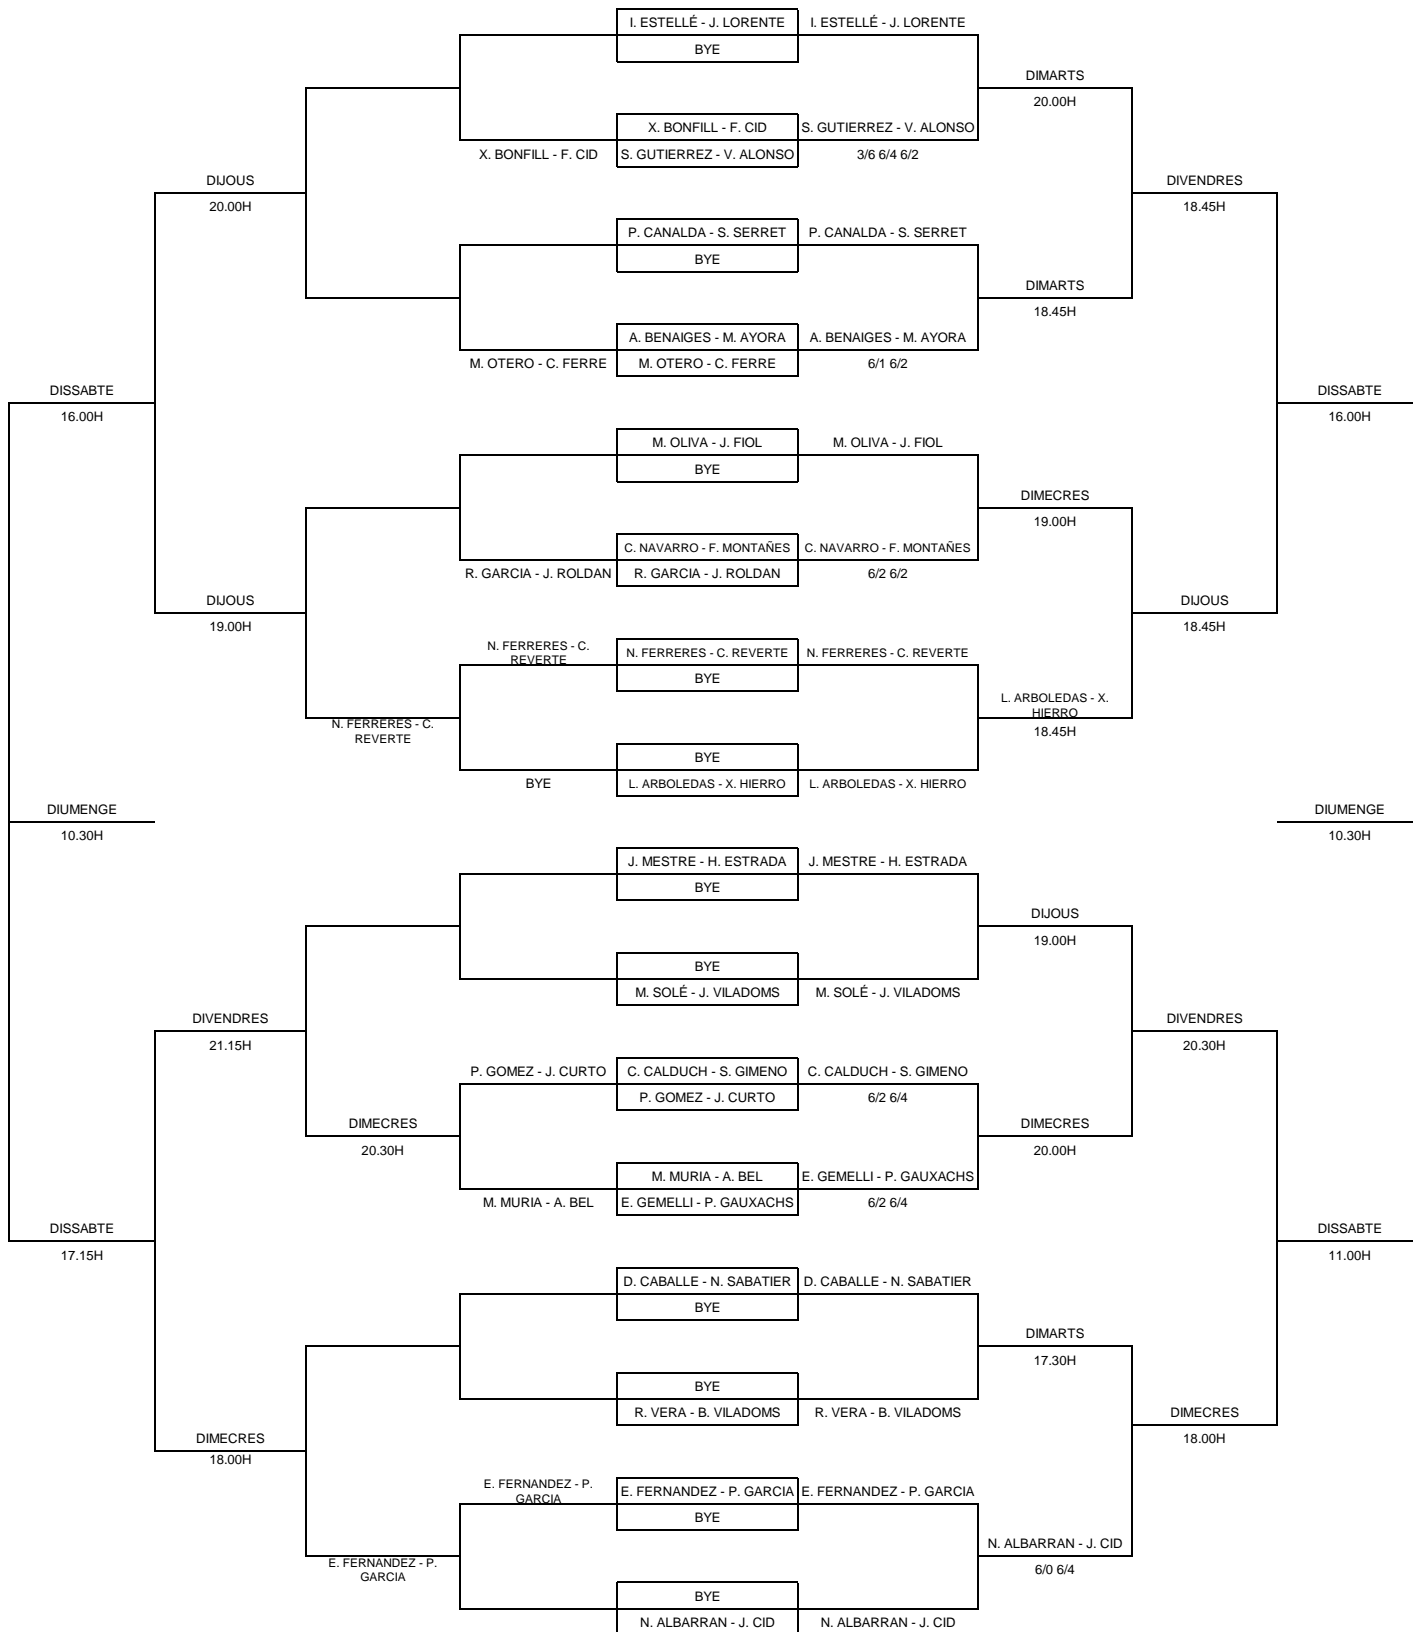 I. ESTELLÉ - J. LORENTE I. ESTELLÉ - J. LORENTE
BYE
DIMARTS
20.00H
X. BONFILL - F. CID S. GUTIERREZ - V. ALONSO
X. BONFILL - F. CID S. GUTIERREZ - V. ALONSO 3/6 6/4 6/2
DIJOUS DIVENDRES
20.00H 18.45H
P. CANALDA - S. SERRET P. CANALDA - S. SERRET
BYE
DIMARTS
18.45H
A. BENAIGES - M. AYORA A. BENAIGES - M. AYORA
M. OTERO - C. FERRE M. OTERO - C. FERRE 6/1 6/2
DISSABTE DISSABTE
16.00H 16.00H
M. OLIVA - J. FIOL M. OLIVA - J. FIOL
BYE
DIMECRES
19.00H
C. NAVARRO - F. MONTAÑES C. NAVARRO - F. MONTAÑES
R. GARCIA - J. ROLDAN R. GARCIA - J. ROLDAN 6/2 6/2
DIJOUS DIJOUS
19.00H 18.45H
N. FERRERES - C. REVERTE N. FERRERES - C. REVERTE N. FERRERES - C. REVERTE
BYE
L. ARBOLEDAS - X. HIERRO
N. FERRERES - C. REVERTE 18.45H
BYE
BYE L. ARBOLEDAS - X. HIERRO L. ARBOLEDAS - X. HIERRO
DIUMENGE DIUMENGE
10.30H 10.30H
J. MESTRE - H. ESTRADA J. MESTRE - H. ESTRADA
BYE
DIJOUS
19.00H
BYE
M. SOLÉ - J. VILADOMS M. SOLÉ - J. VILADOMS
DIVENDRES DIVENDRES
21.15H 20.30H
P. GOMEZ - J. CURTO C. CALDUCH - S. GIMENO C. CALDUCH - S. GIMENO
P. GOMEZ - J. CURTO 6/2 6/4
DIMECRES DIMECRES
20.30H 20.00H
M. MURIA - A. BEL E. GEMELLI - P. GAUXACHS
M. MURIA - A. BEL E. GEMELLI - P. GAUXACHS 6/2 6/4
DISSABTE DISSABTE
17.15H 11.00H
D. CABALLE - N. SABATIER D. CABALLE - N. SABATIER
BYE
DIMARTS
17.30H
BYE
R. VERA - B. VILADOMS R. VERA - B. VILADOMS
DIMECRES DIMECRES
18.00H 18.00H
E. FERNANDEZ - P. GARCIA E. FERNANDEZ - P. GARCIA E. FERNANDEZ - P. GARCIA
BYE
N. ALBARRAN - J. CID
E. FERNANDEZ - P. GARCIA 6/0 6/4
BYE
N. ALBARRAN - J. CID N. ALBARRAN - J. CID